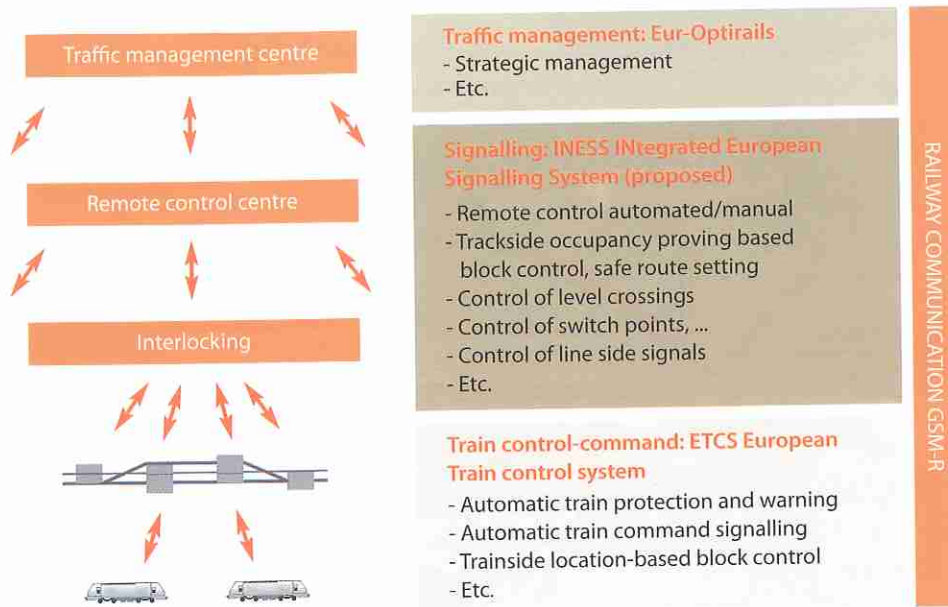 Traffic management centre
Remote control centre
Interlocking
Traffic management: Eur-Optirails
- Strategic management
- Etc.
Signalling: INESS INtegrated European
Signalling System (proposed)
- Remote control automated/manual
- Trackside occupancy proving based
block control, safe route setting
- Control of level crossings
- Control of switch points, ...
- Control of line side signals
- Etc.
Train control-command: ETCS European
Train control system
- Automatic train protection and warning
- Automatic train command signalling
- Trainside location-based block control
- Etc.
RAILWAY COMMUNICATION GSM-R